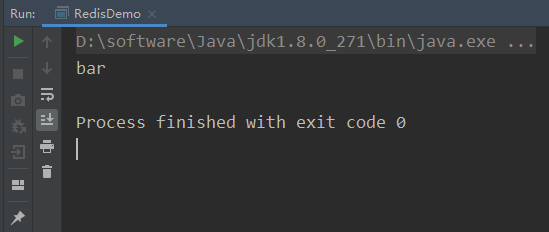 Run: RedisDemo
D:\software\Java\jdk1.8.0_271\bin\java.exe ...
bar
Process finished with exit code 0